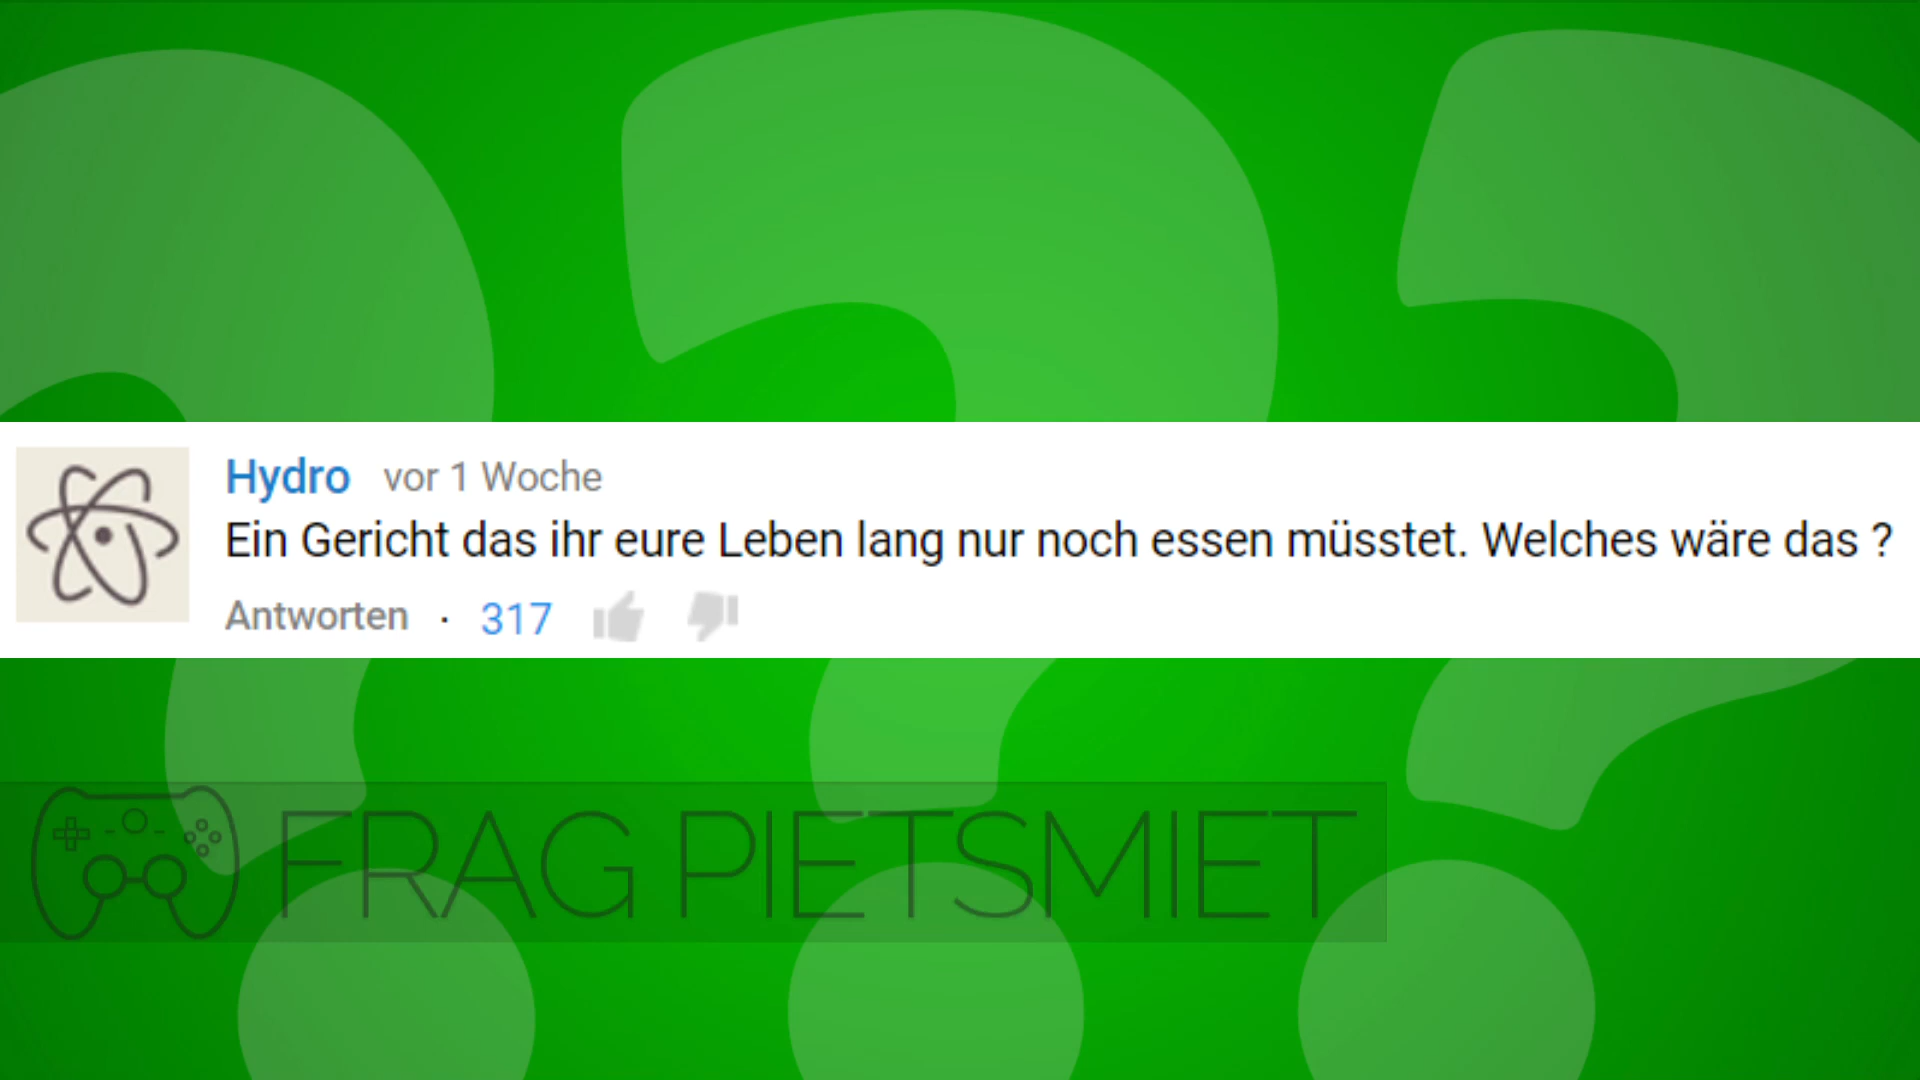 Hydro vor 1 Woche
Ein Gericht das ihr eure Leben lang nur noch essen müsstet. Welches wäre das ?
Antworten · 317
FRAG PIETSMIET